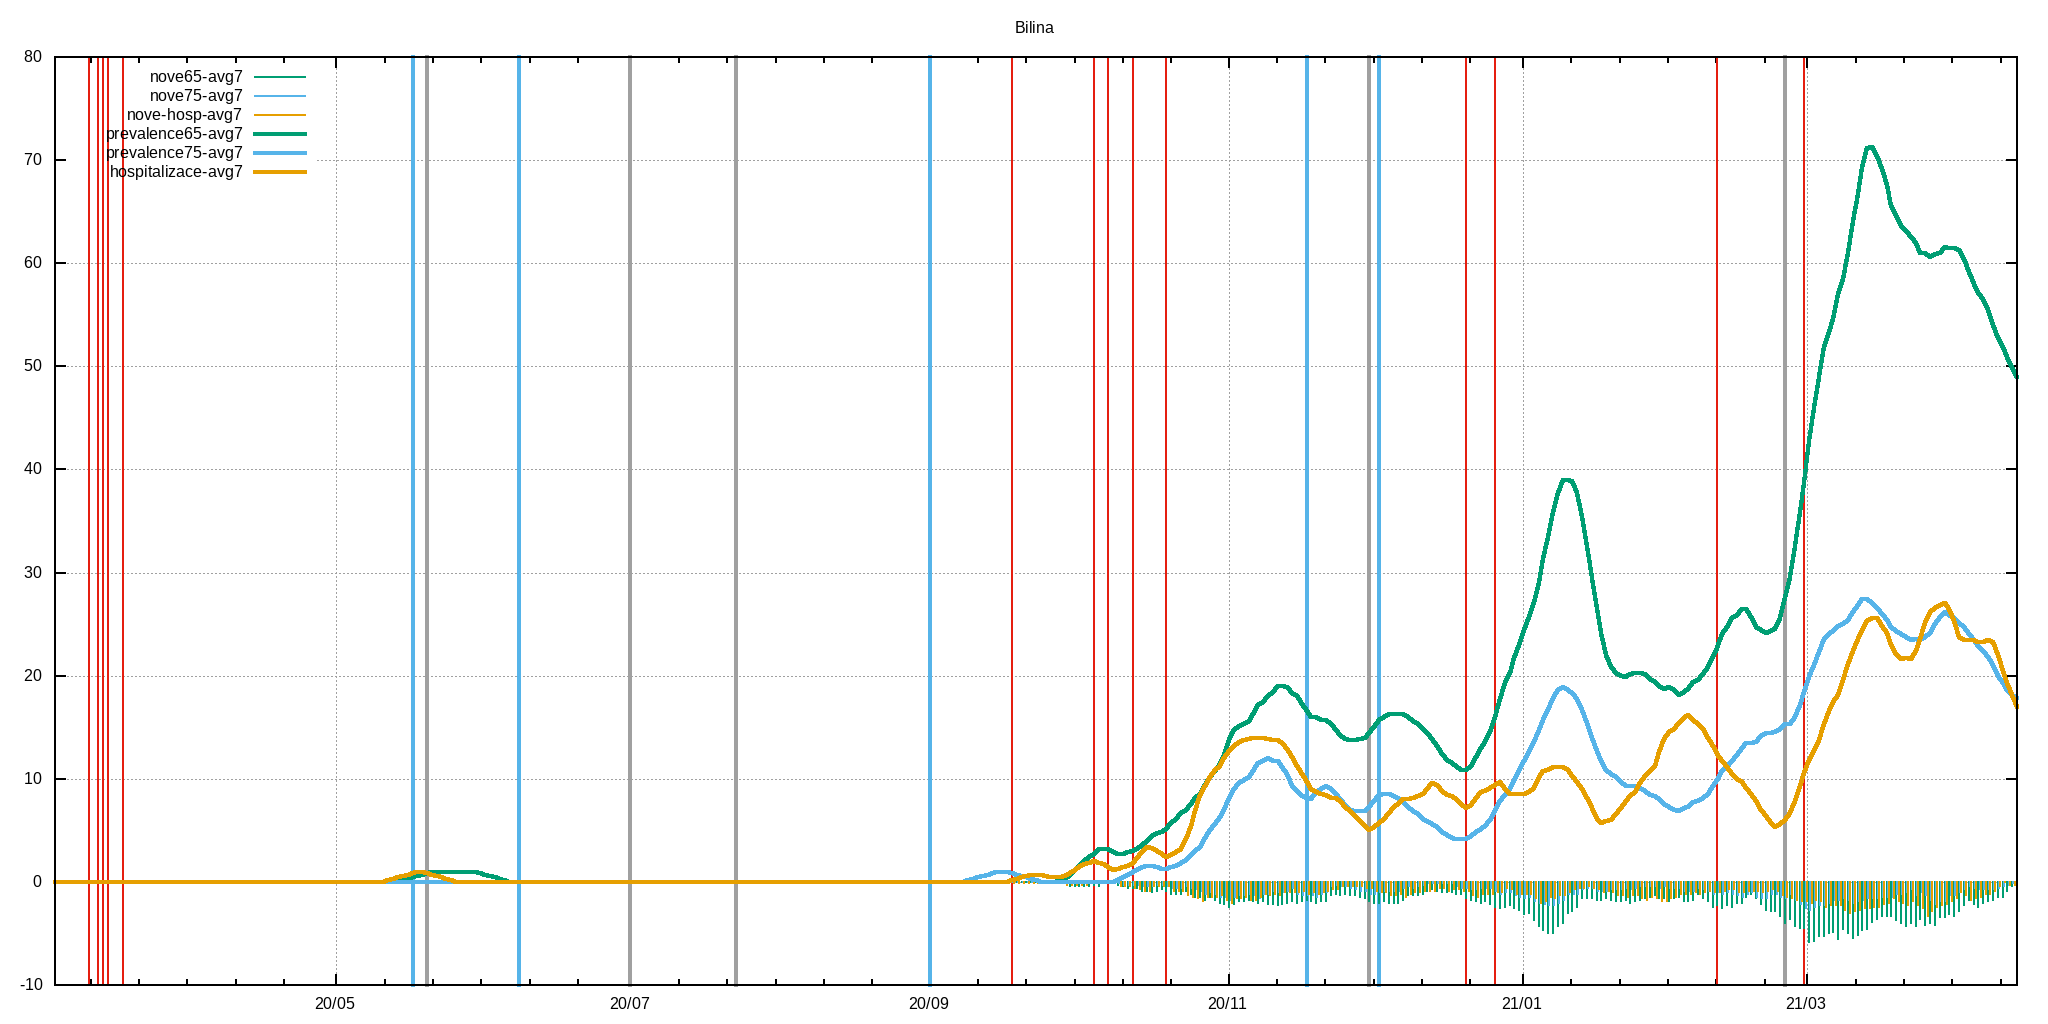 Bilina
nove65-avg7
nove75-avg7
nove-hosp-avg7
prevalence65-avg7
prevalence75-avg7
hospitalizace-avg7
80
70
60
50
40
30
20
10
0
-10
20/05 20/07 20/09 20/11 21/01 21/03